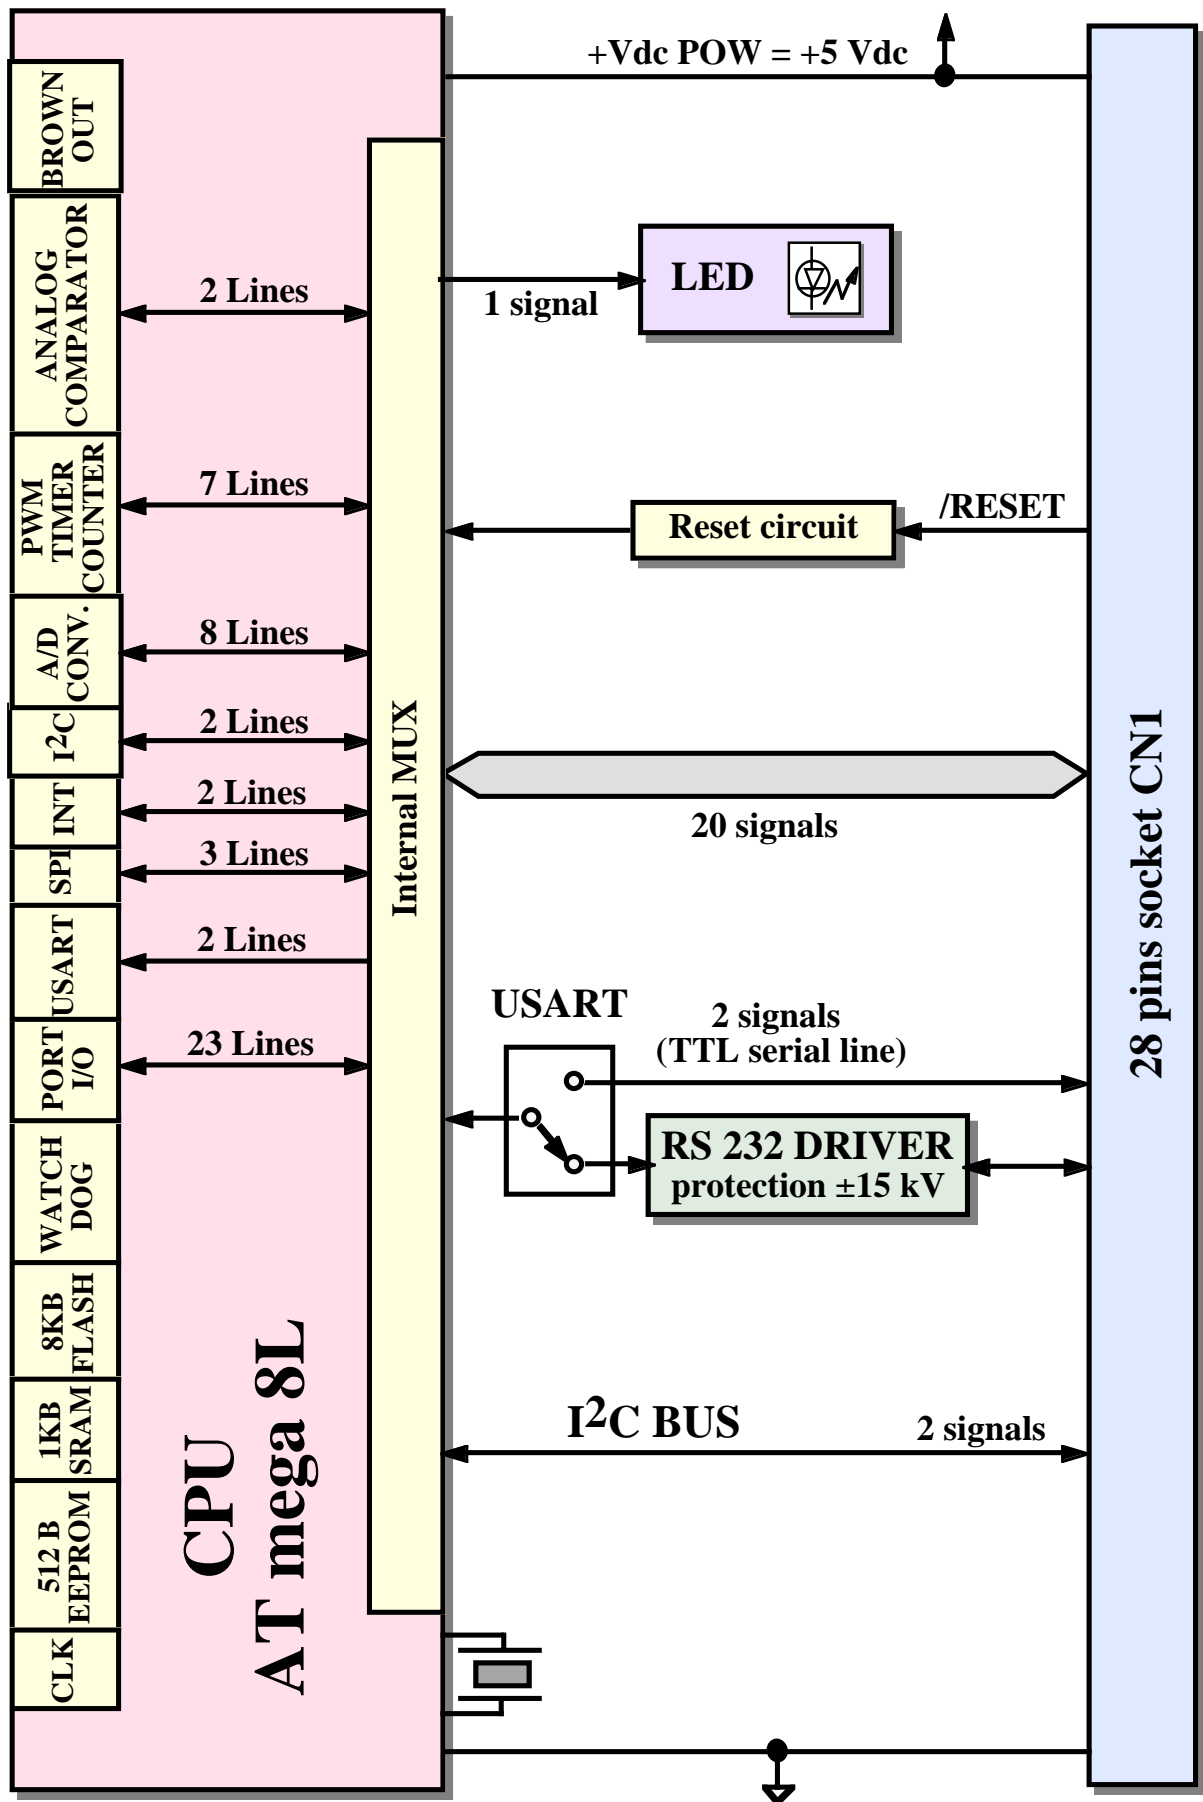 +Vdc POW = +5 Vdc
BROWN
OUT
ANALOG
COMPARATOR
2 Lines
LED
1 signal
PWM
TIMER
COUNTER
7 Lines
Reset circuit
/RESET
A/D
CONV.
8 Lines
I²C
2 Lines
INT
2 Lines
SPI
3 Lines
USART
2 Lines
PORT
I/O
23 Lines
WATCH
DOG
8KB
FLASH
1KB
SRAM
512 B
EEPROM
CLK
CPU
AT mega 8L
Internal MUX
20 signals
USART
2 signals
(TTL serial line)
RS 232 DRIVER
protection ±15 kV
I²C BUS
2 signals
28 pins socket CN1